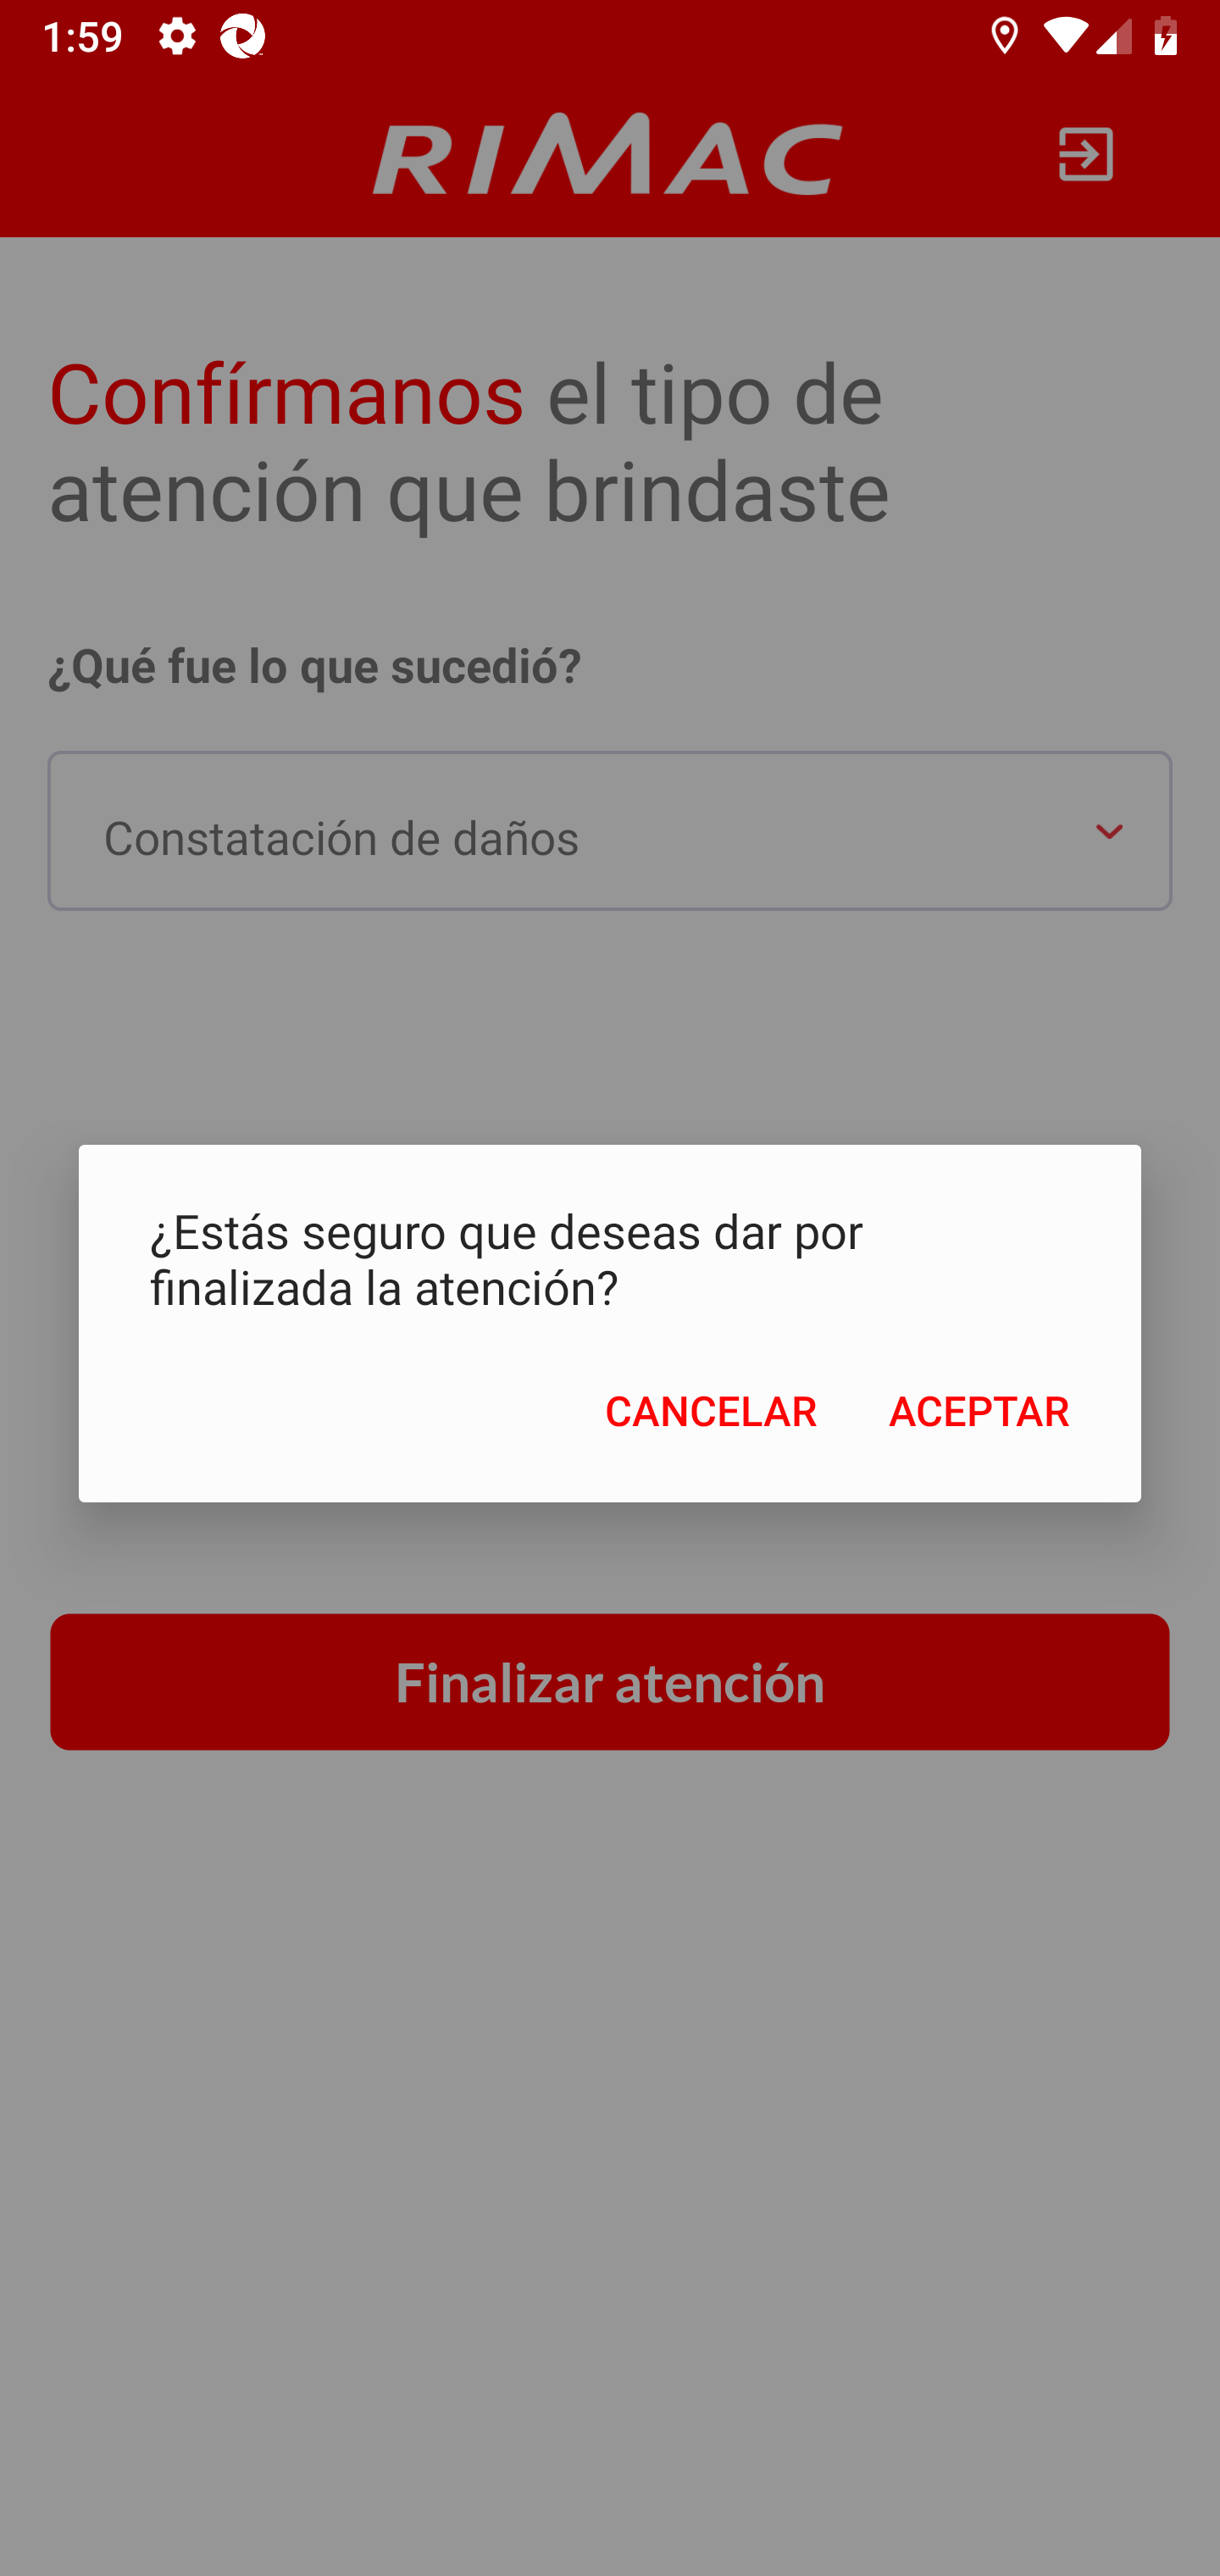 1:59
RIMAC
Confírmanos el tipo de
atención que brindaste
¿Qué fue lo que sucedió?
Constatación de daños
¿Estás seguro que deseas dar por
finalizada la atención?
CANCELAR ACEPTAR
Finalizar atención